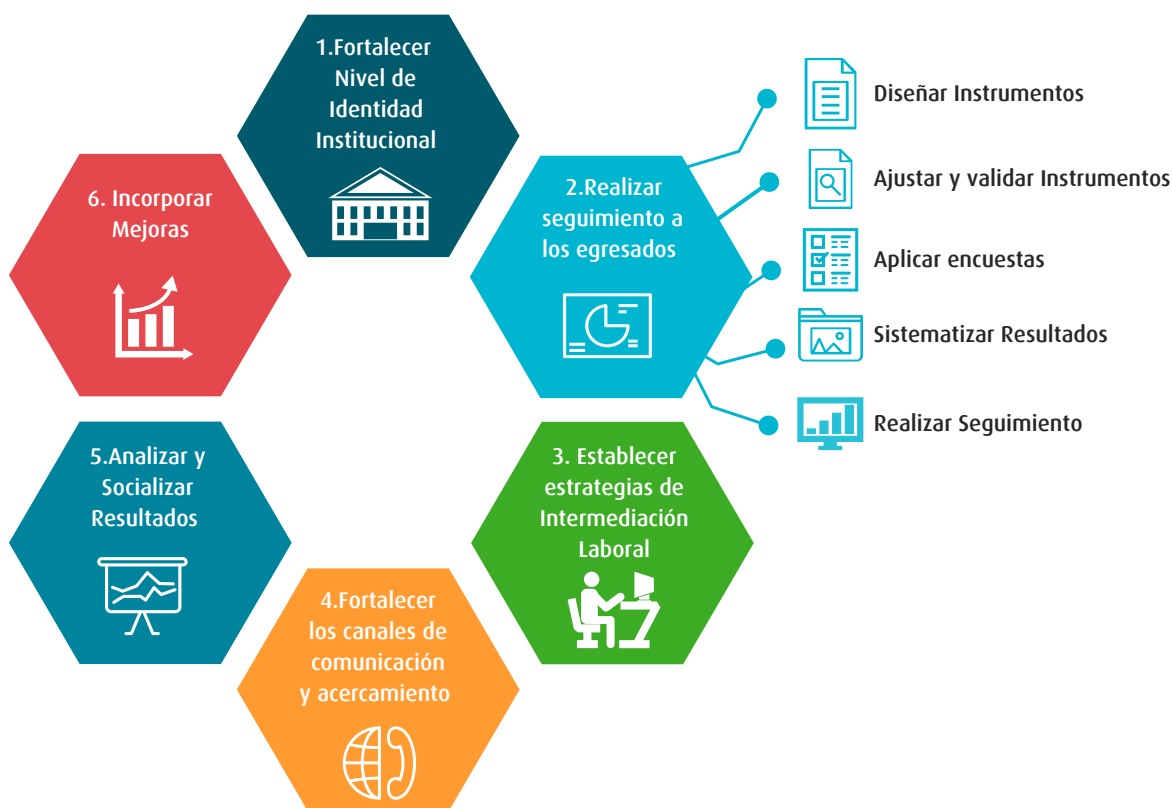 1.Fortalecer
Nivel de
Identidad
Institucional
2.Realizar
seguimiento a
los egresados
Diseñar Instrumentos
Ajustar y validar Instrumentos
Aplicar encuestas
Sistematizar Resultados
Realizar Seguimiento
3. Establecer
estrategias de
Intermediación
Laboral
4.Fortalecer
los canales de
comunicación
y acercamiento
5.Analizar y
Socializar
Resultados
6. Incorporar
Mejoras